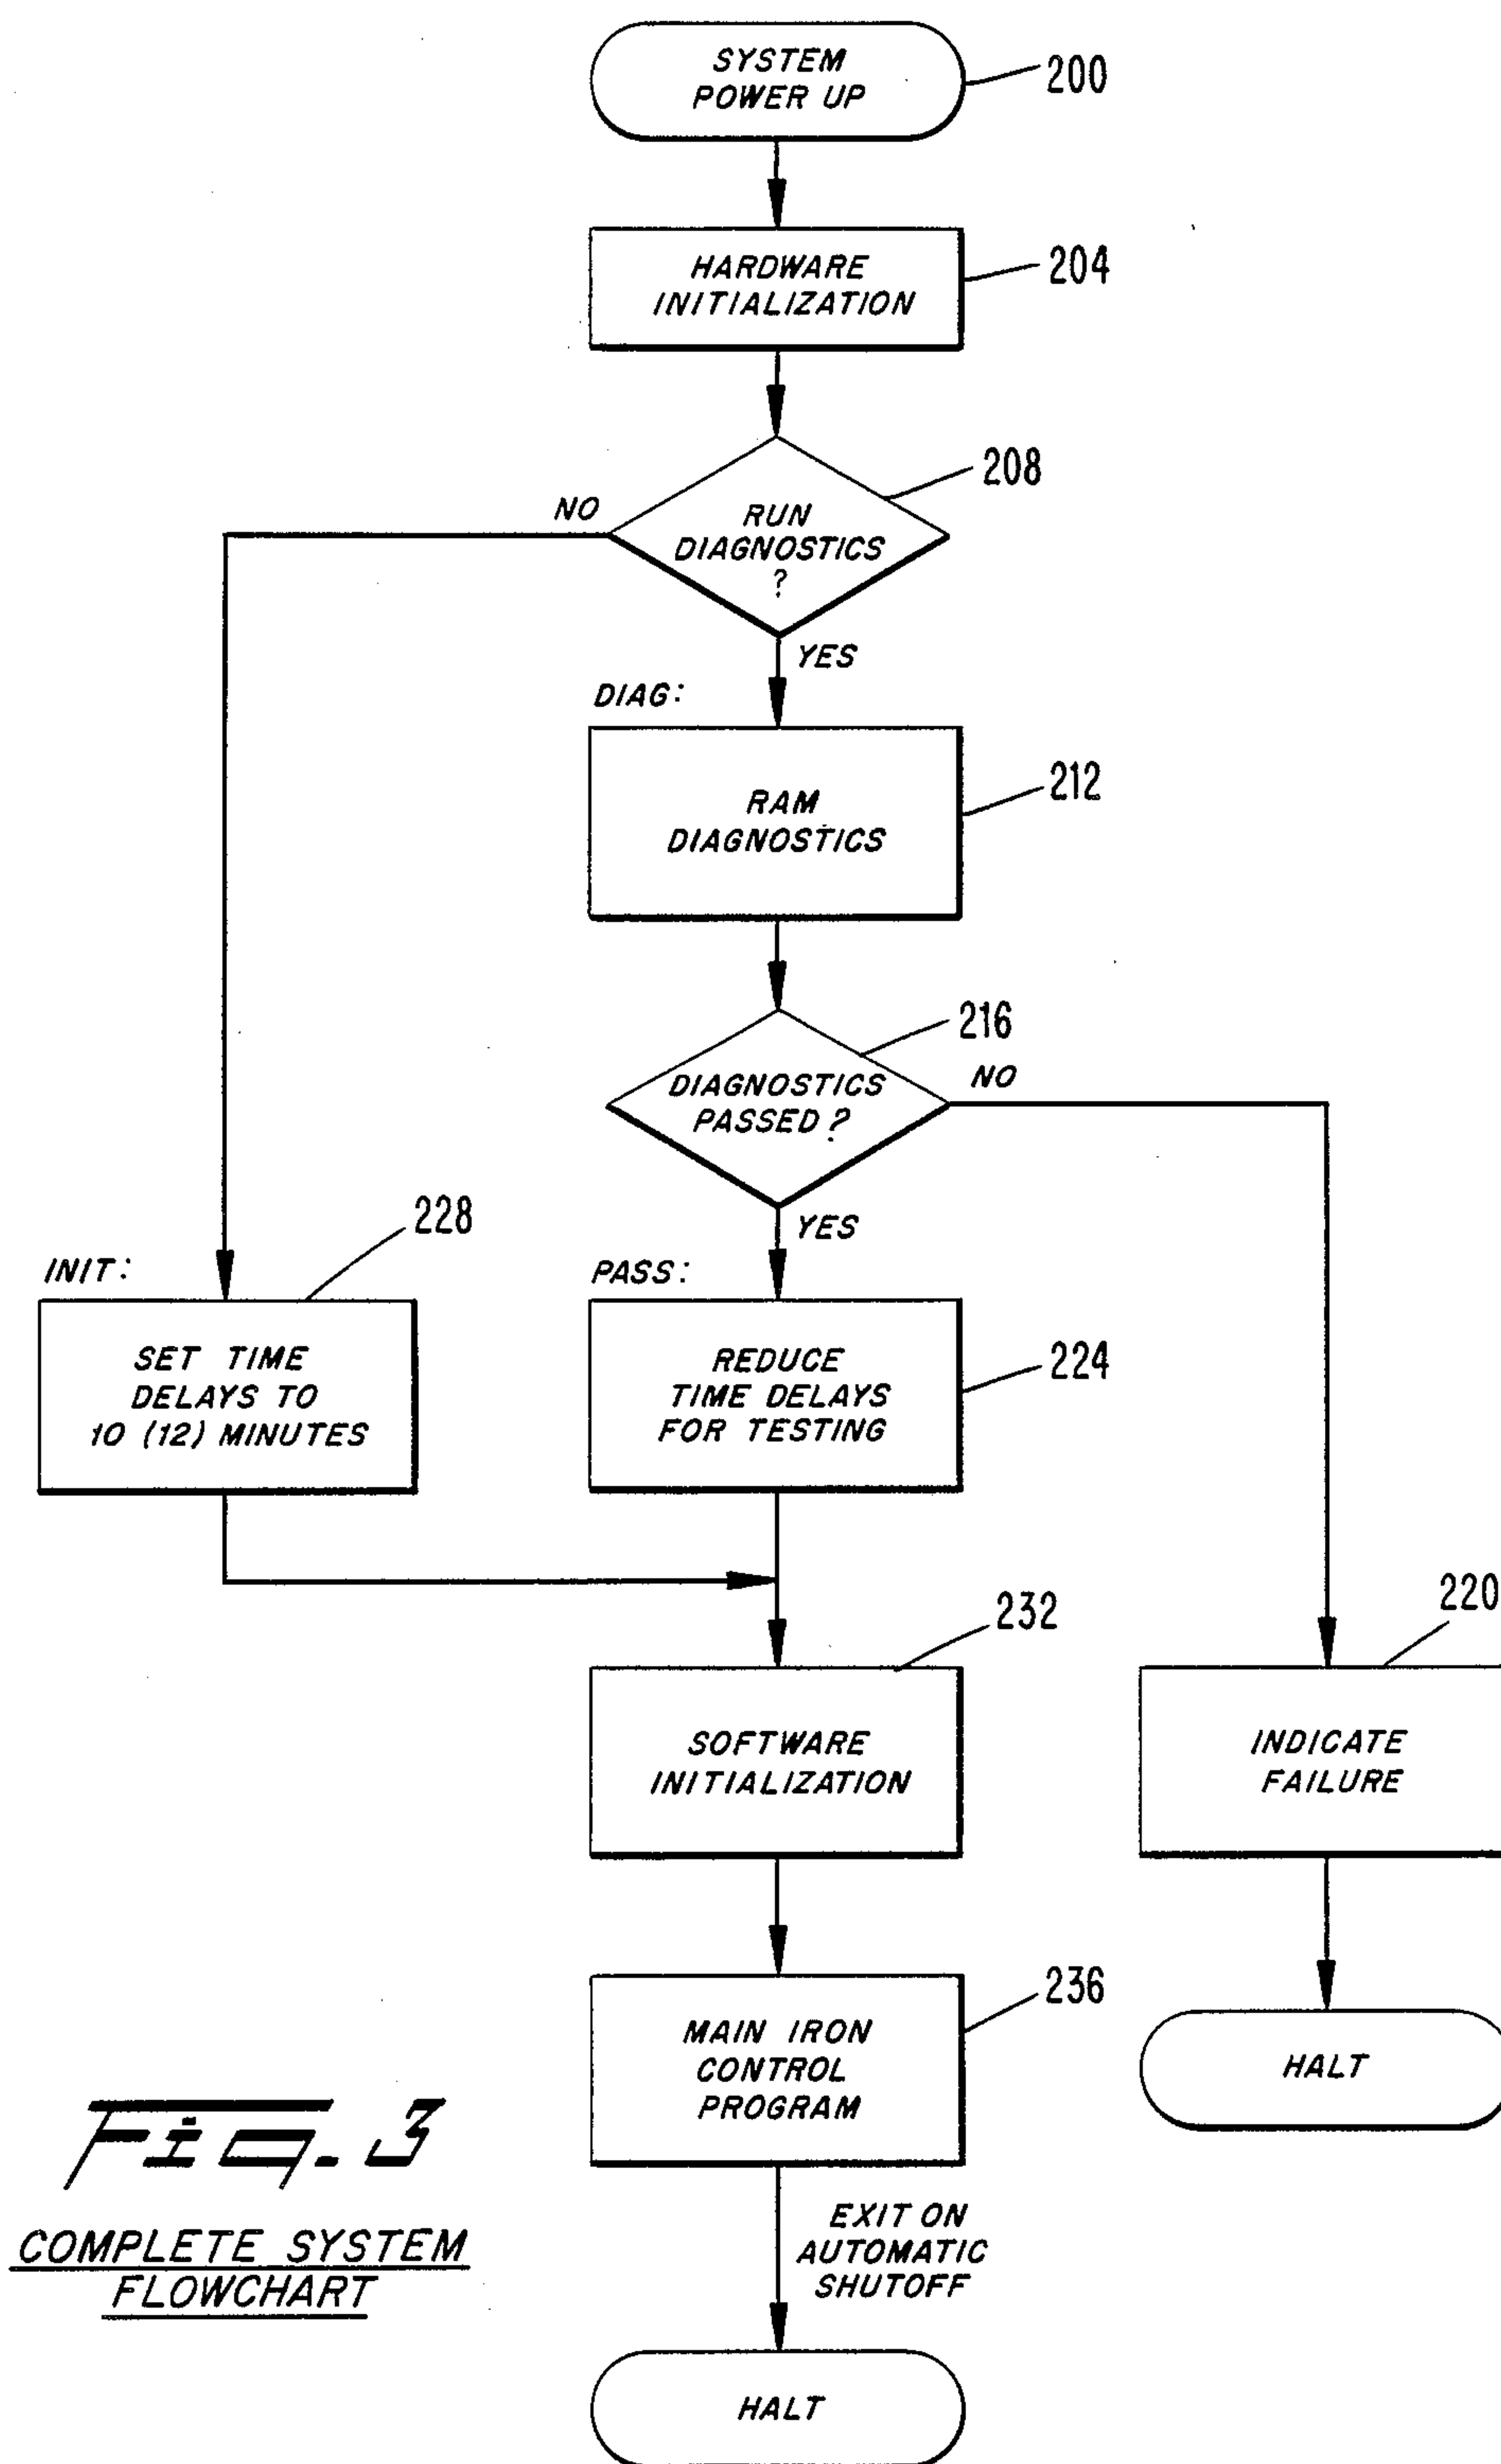 SYSTEM
POWER UP
200
HARDWARE
INITIALIZATION
204
208
NO
RUN
DIAGNOSTICS
?
YES
DIAG:
RAM
DIAGNOSTICS
212
216
DIAGNOSTICS
PASSED ?
NO
YES
228
INIT:
SET TIME
DELAYS TO
10 (12) MINUTES
PASS:
REDUCE
TIME DELAYS
FOR TESTING
224
232
SOFTWARE
INITIALIZATION
220
INDICATE
FAILURE
MAIN IRON
CONTROL
PROGRAM
236
HALT
EXIT ON
AUTOMATIC
SHUTOFF
HALT
Fig. 3
COMPLETE SYSTEM
FLOWCHART